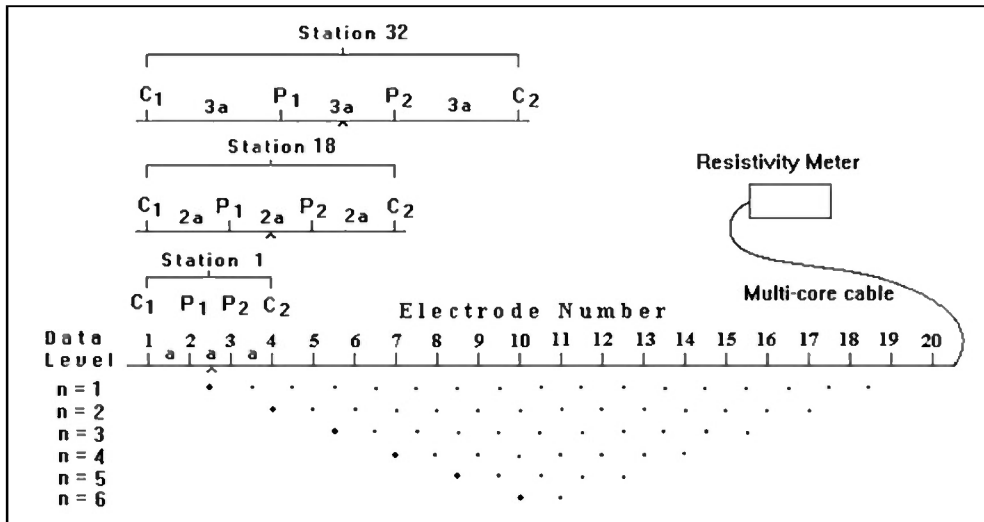 Station 32
C1 3a P1 3a P2 3a C2
Station 18
C1 2a P1 2a P2 2a C2
Resistivity Meter
Station 1
C1 P1 P2 C2
Multi-core cable
Electrode Number
Data Level
1 2 3 4 5 6 7 8 9 10 11 12 13 14 15 16 17 18 19 20
a a a
n = 1
n = 2
n = 3
n = 4
n = 5
n = 6